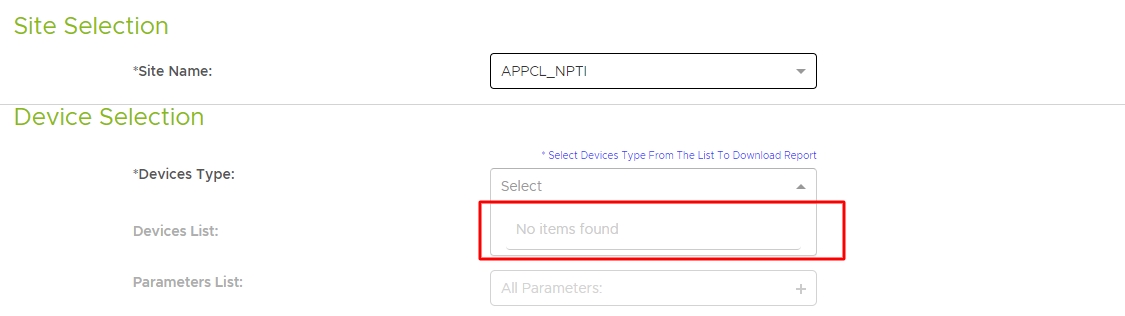 Site Selection
*Site Name:
APPCL_NPTI
Device Selection
* Select Devices Type From The List To Download Report
*Devices Type:
Select
Devices List:
No items found
Parameters List:
All Parameters:
+